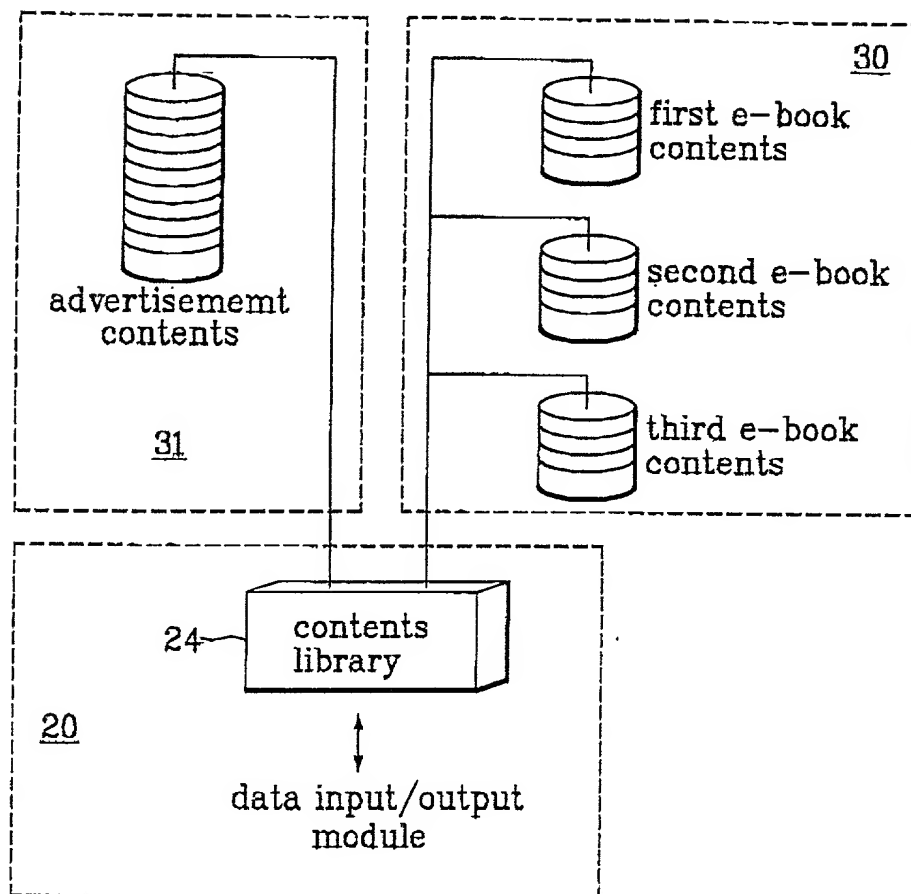 30
first e-book
contents
second e-book
contents
third e-book
contents
advertisememt
contents
31
24
contents
library
20
data input/output
module